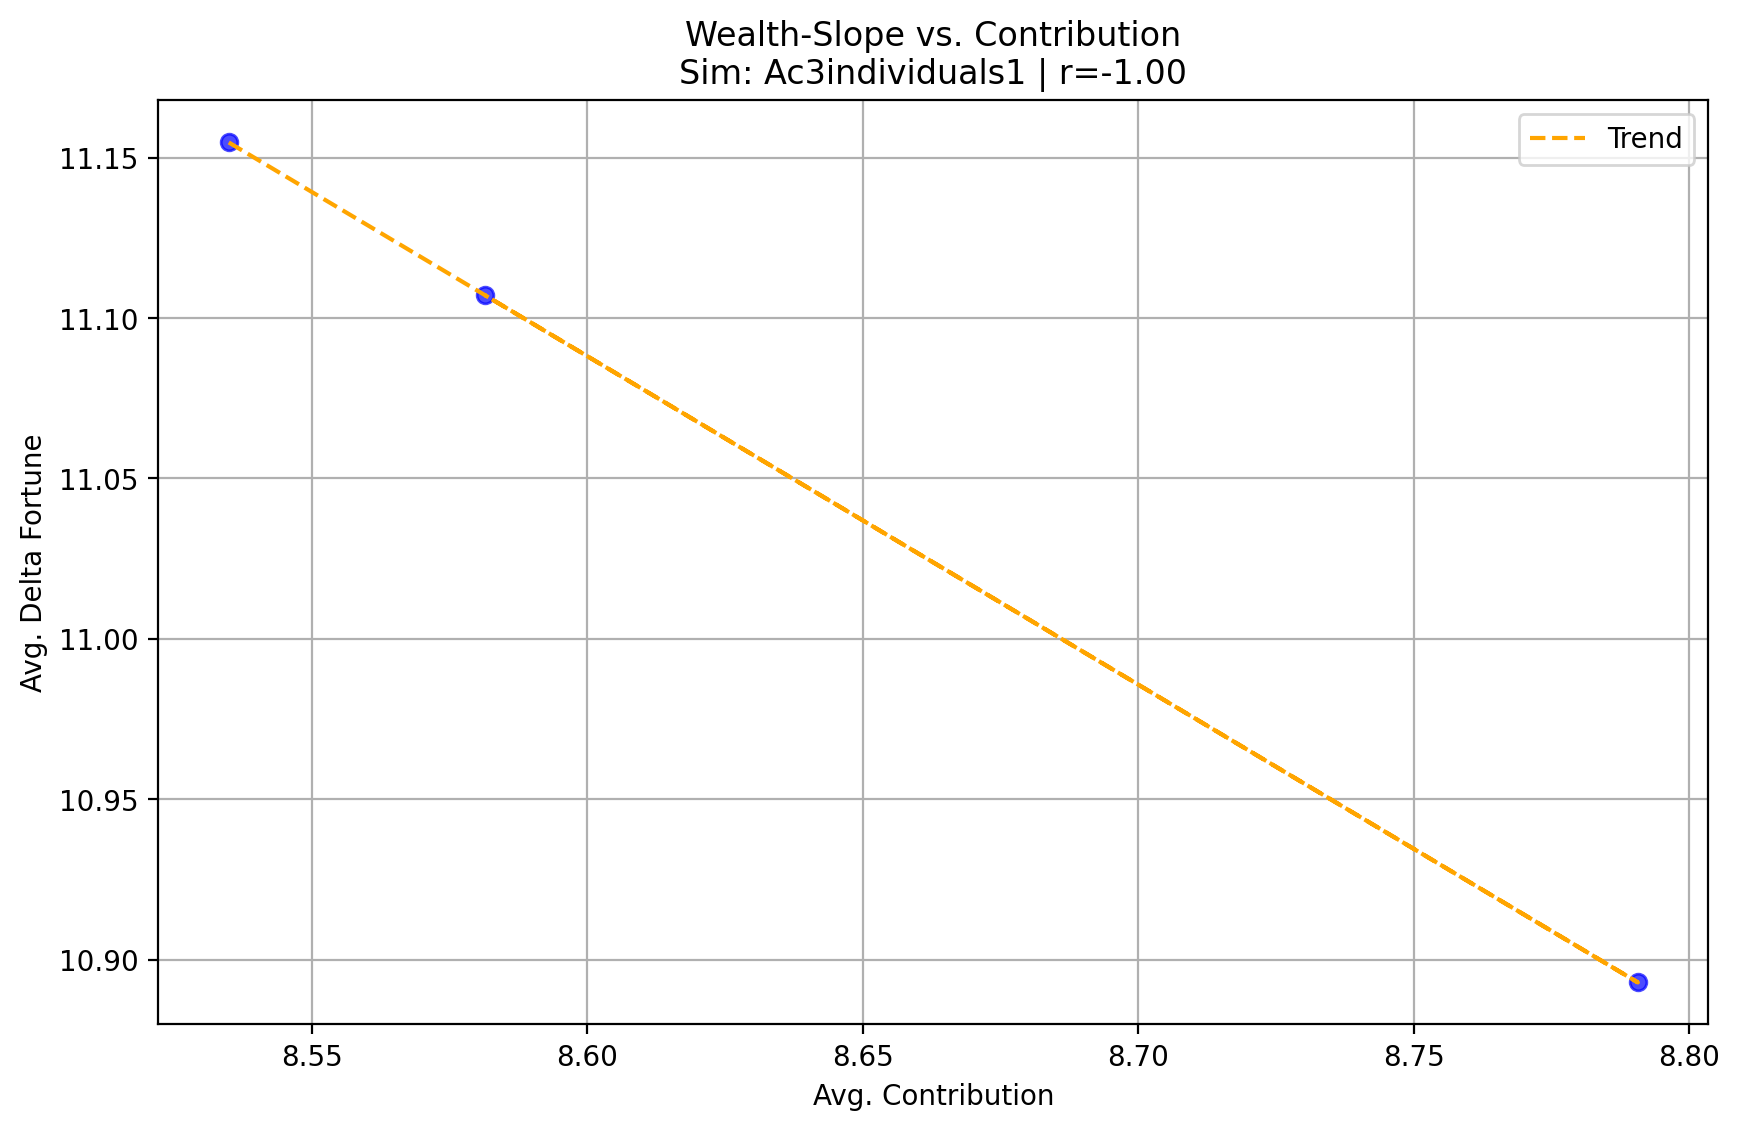 Wealth-Slope vs. Contribution
Sim: Ac3individuals1 | r=-1.00
Trend
Avg. Delta Fortune
11.15
11.10
11.05
11.00
10.95
10.90
8.55 8.60 8.65 8.70 8.75 8.80
Avg. Contribution